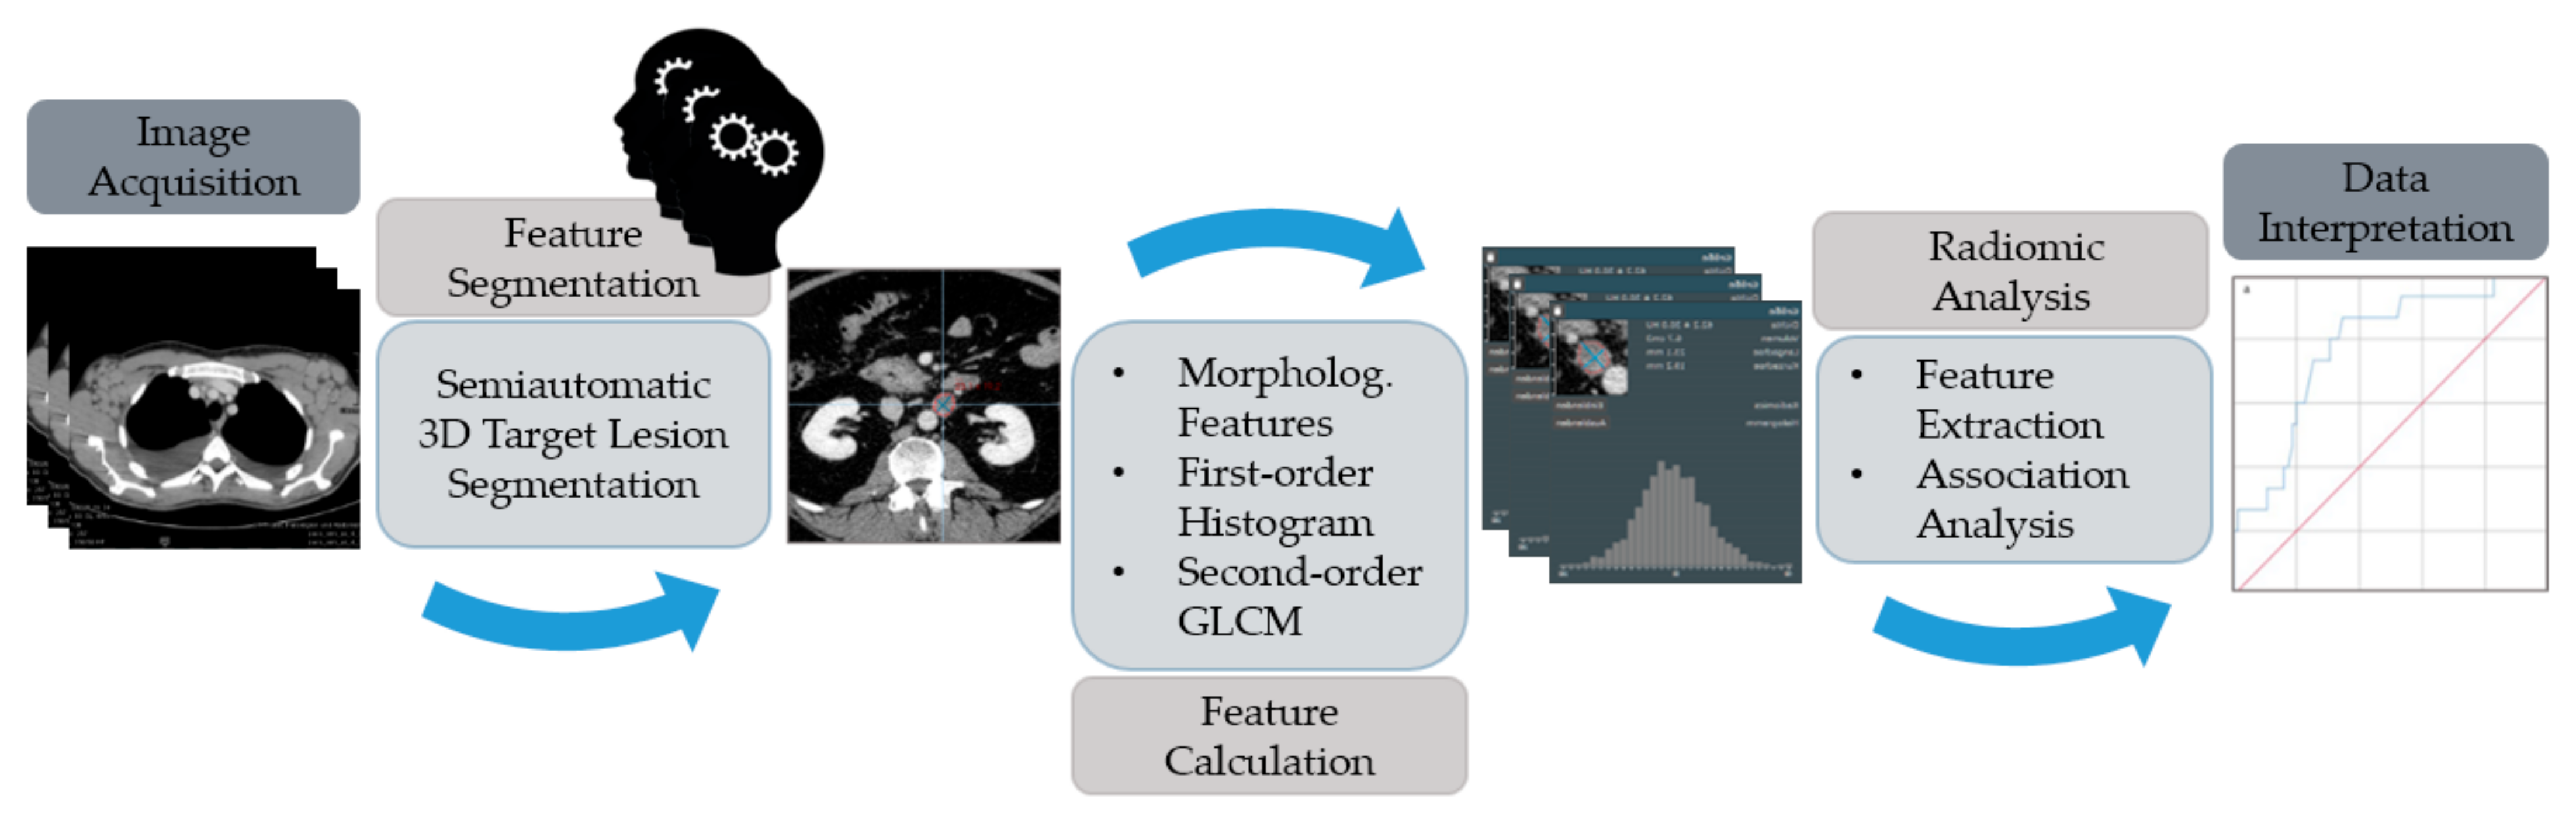 Image
Acquisition
Feature
Segmentation
Semiautomatic
3D Target Lesion
Segmentation
• Morpholog.
Features
• First-order
Histogram
• Second-order
GLCM
Feature
Calculation
Radiomic
Analysis
• Feature
Extraction
• Association
Analysis
Data
Interpretation
a